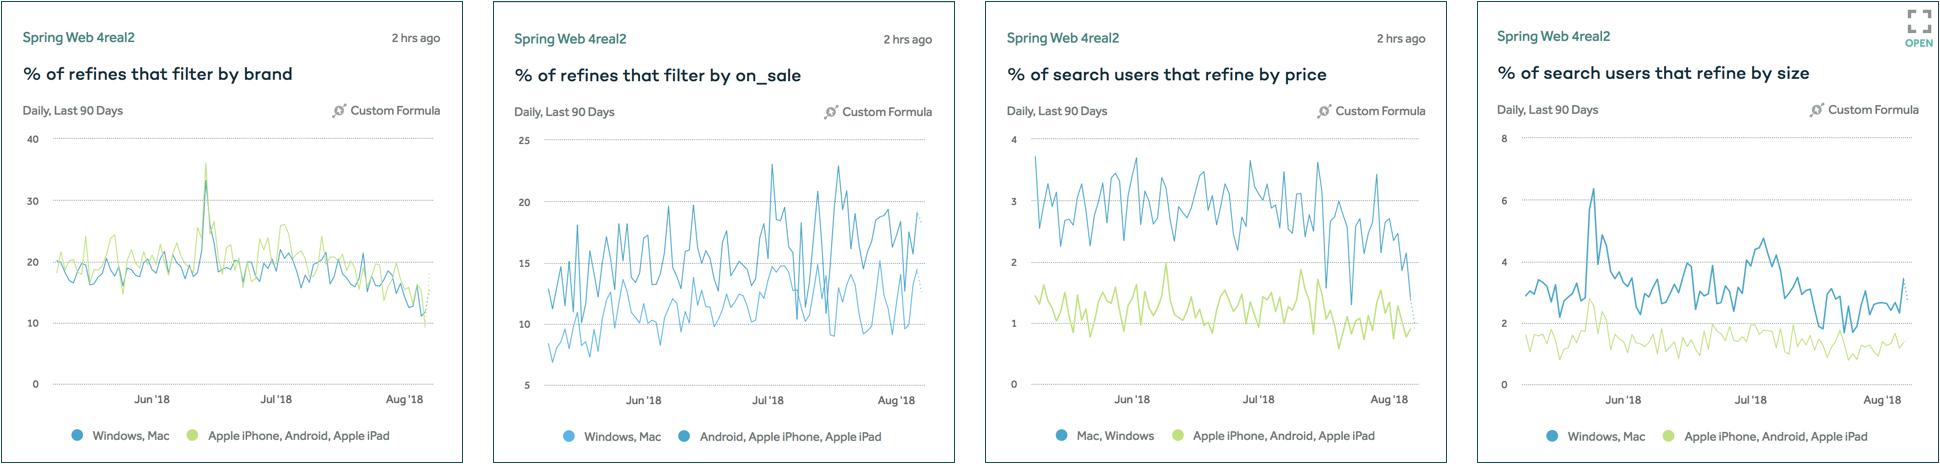 Spring Web 4real2
2 hrs ago
% of refines that filter by brand
Daily, Last 90 Days
Custom Formula
40
30
20
10
0
Jun '18
Jul '18
Aug '18
Windows, Mac
Apple iPhone, Android, Apple iPad
Spring Web 4real2
2 hrs ago
% of refines that filter by on_sale
Daily, Last 90 Days
Custom Formula
25
20
15
10
5
Jun '18
Jul '18
Aug '18
Windows, Mac
Android, Apple iPhone, Apple iPad
Spring Web 4real2
2 hrs ago
% of search users that refine by price
Daily, Last 90 Days
Custom Formula
4
3
2
1
0
Jun '18
Jul '18
Aug '18
Mac, Windows
Apple iPhone, Android, Apple iPad
Spring Web 4real2
OPEN
% of search users that refine by size
Daily, Last 90 Days
Custom Formula
8
6
4
2
0
Jun '18
Jul '18
Aug '18
Windows, Mac
Apple iPhone, Android, Apple iPad